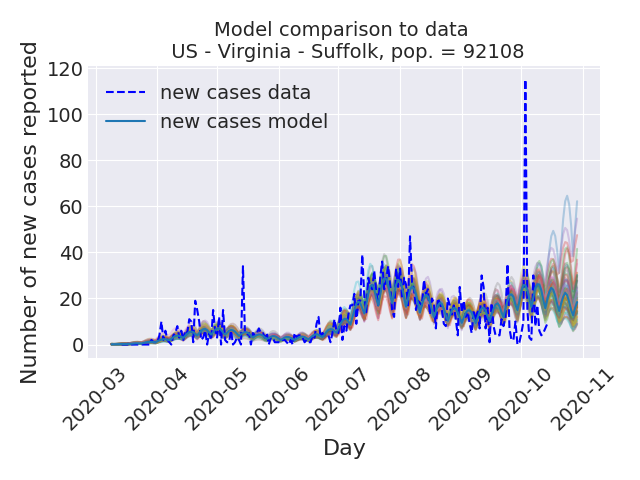 Model comparison to data
US - Virginia - Suffolk, pop. = 92108
Number of new cases reported
120
100
80
60
40
20
0
new cases data
new cases model
2020-03
2020-04
2020-05
2020-06
2020-07
2020-08
2020-09
2020-10
2020-11
Day